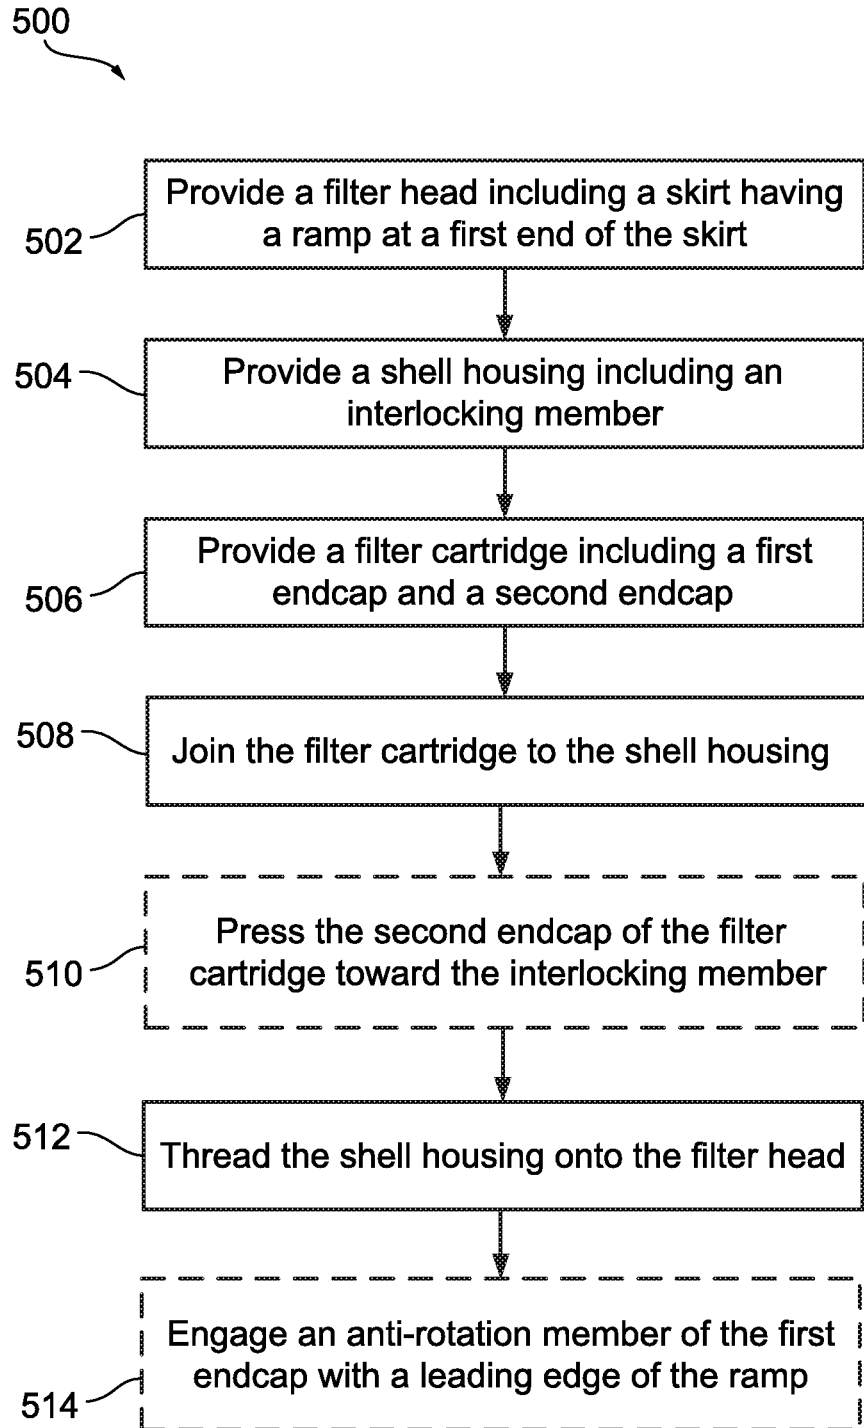 500
502
Provide a filter head including a skirt having
a ramp at a first end of the skirt
504
Provide a shell housing including an
interlocking member
506
Provide a filter cartridge including a first
endcap and a second endcap
508
Join the filter cartridge to the shell housing
510
Press the second endcap of the filter
cartridge toward the interlocking member
512
Thread the shell housing onto the filter head
514
Engage an anti-rotation member of the first
endcap with a leading edge of the ramp